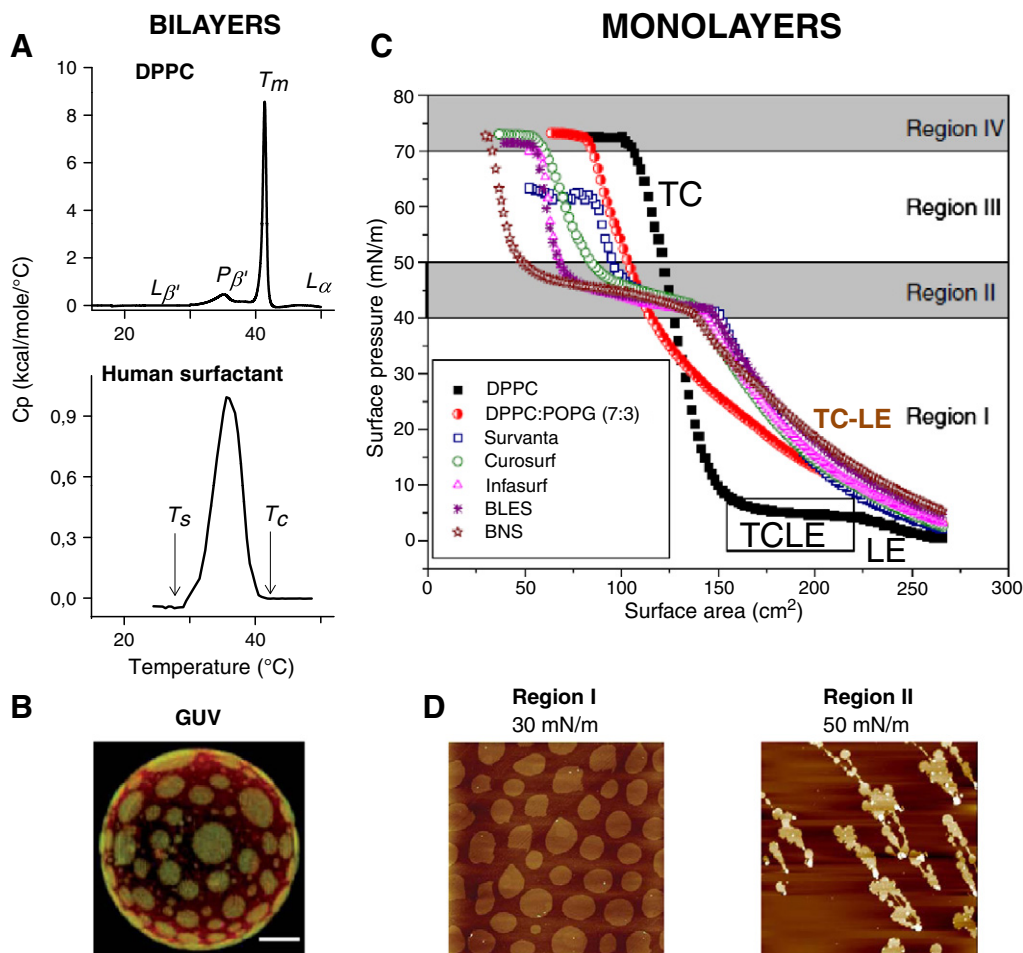 BILAYERS
MONOLAYERS
A
DPPC
Tm
10
8
6
4
2
0
Lβ'
Pβ'
Lα
20
40
Cp (kcal/mole/°C)
Human surfactant
0,9
0,6
0,3
0,0
Ts
Tc
20
40
Temperature (°C)
C
80
70
60
50
40
30
20
10
0
Surface pressure (mN/m)
Region IV
Region III
Region II
Region I
TC
TC-LE
TCLE
LE
DPPC
DPPC:POPG (7:3)
Survanta
Curosurf
Infasurf
BLES
BNS
0
50
100
150
200
250
300
Surface area (cm²)
B
GUV
D
Region I
30 mN/m
Region II
50 mN/m